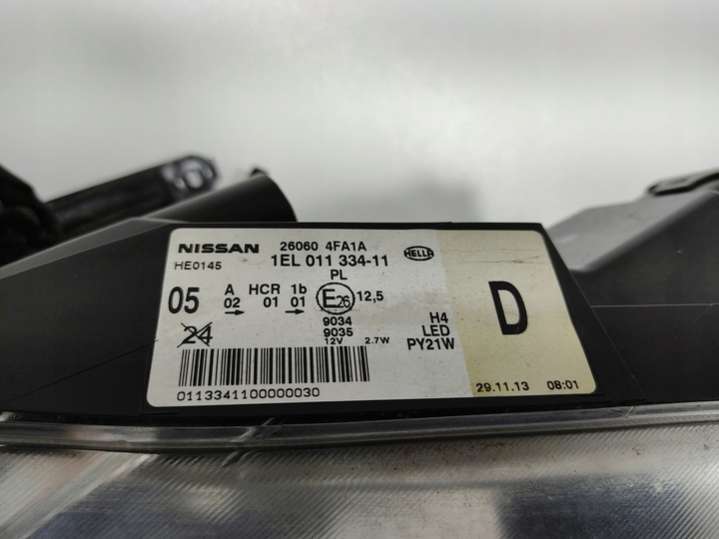 NISSAN 26060 4FA1A
HE0145 1EL 011 334-11 HELLA
PL
05 A HCR 1b E26 12,5
02 01 01
9034 H4
24 9035 LED
12V 2.7W PY21W
D
0113341100000030
29.11.13 08:01